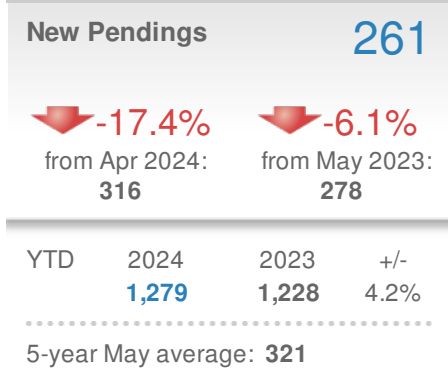 New Pendings 261
-17.4% -6.1%
from Apr 2024: from May 2023:
316 278
YTD 2024 2023 +/-
1,279 1,228 4.2%
5-year May average: 321